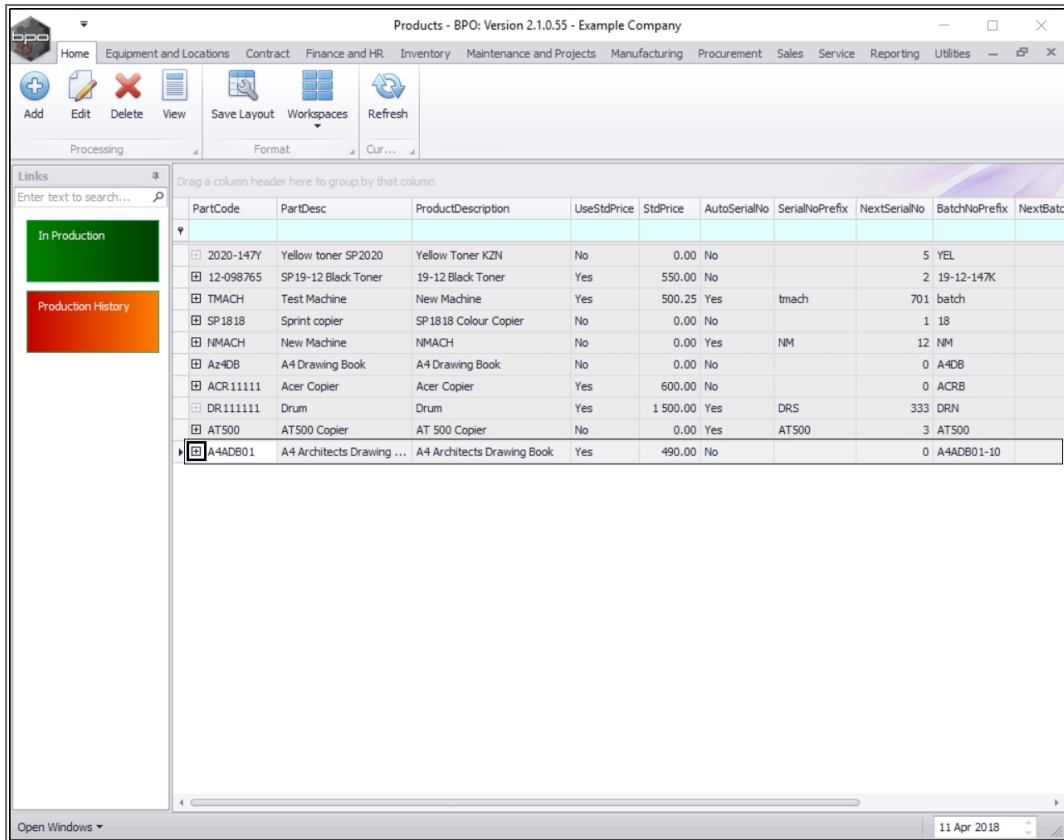 Products - BPO: Version 2.1.0.55 - Example Company
bpo
Home Equipment and Locations Contract Finance and HR Inventory Maintenance and Projects Manufacturing Procurement Sales Service Reporting Utilities
Add Edit Delete View Save Layout Workspaces Refresh
Processing Format Cur...
Links
Enter text to search...
In Production
Production History
Drag a column header here to group by that column
PartCode PartDesc ProductDescription UseStdPrice StdPrice AutoSerialNo SerialNoPrefix NextSerialNo BatchNoPrefix NextBatc
2020-147Y Yellow toner SP2020 Yellow Toner KZN No 0.00 No 5 YEL
12-098765 SP19-12 Black Toner 19-12 Black Toner Yes 550.00 No 2 19-12-147K
TMACH Test Machine New Machine Yes 500.25 Yes tmach 701 batch
SP1818 Sprint copier SP1818 Colour Copier No 0.00 No 1 18
NMACH New Machine NMACH No 0.00 Yes NM 12 NM
Az4DB A4 Drawing Book A4 Drawing Book No 0.00 No 0 A4DB
ACR11111 Acer Copier Acer Copier Yes 600.00 No 0 ACRB
DR111111 Drum Drum Yes 1 500.00 Yes DRS 333 DRN
AT500 AT500 Copier AT 500 Copier No 0.00 Yes AT500 3 AT500
A4ADB01 A4 Architects Drawing ... A4 Architects Drawing Book Yes 490.00 No 0 A4ADB01-10
Open Windows 11 Apr 2018